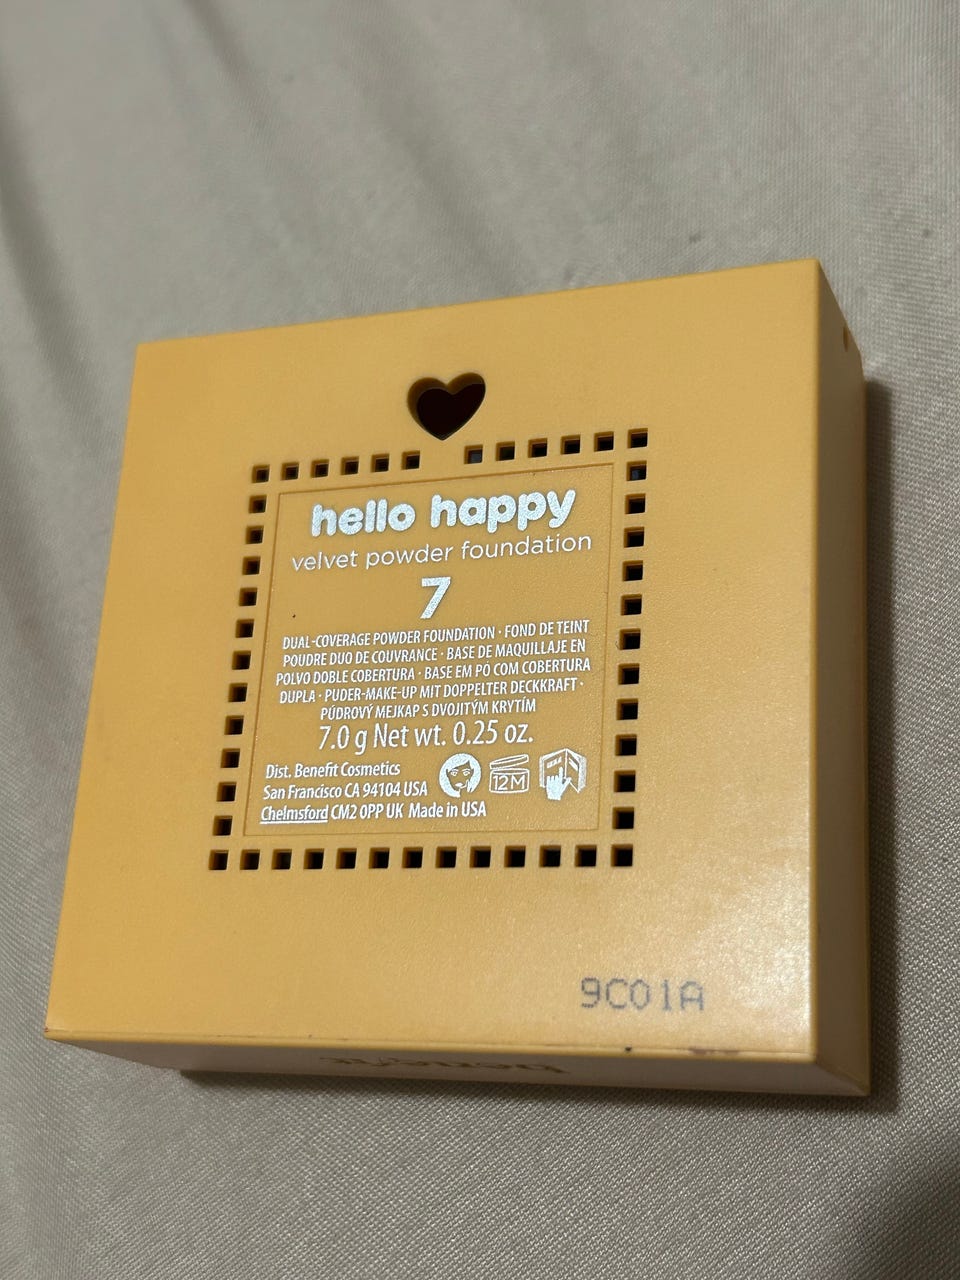 hello happy
velvet powder foundation
7
DUAL-COVERAGE POWDER FOUNDATION · FOND DE TEINT
POUDRE DUO DE COUVRANCE · BASE DE MAQUILLAJE EN
POLVO DOBLE COBERTURA · BASE EM PÓ COM COBERTURA
DUPLA · PUDER-MAKE-UP MIT DOPPELTER DECKKRAFT ·
PÚDROVÝ MEJKAP S DVOJITÝM KRYTÍM
7.0 g Net wt. 0.25 oz.
Dist. Benefit Cosmetics
San Francisco CA 94104 USA
Chelmsford CM2 0PP UK Made in USA
12M
9C01A
benefit